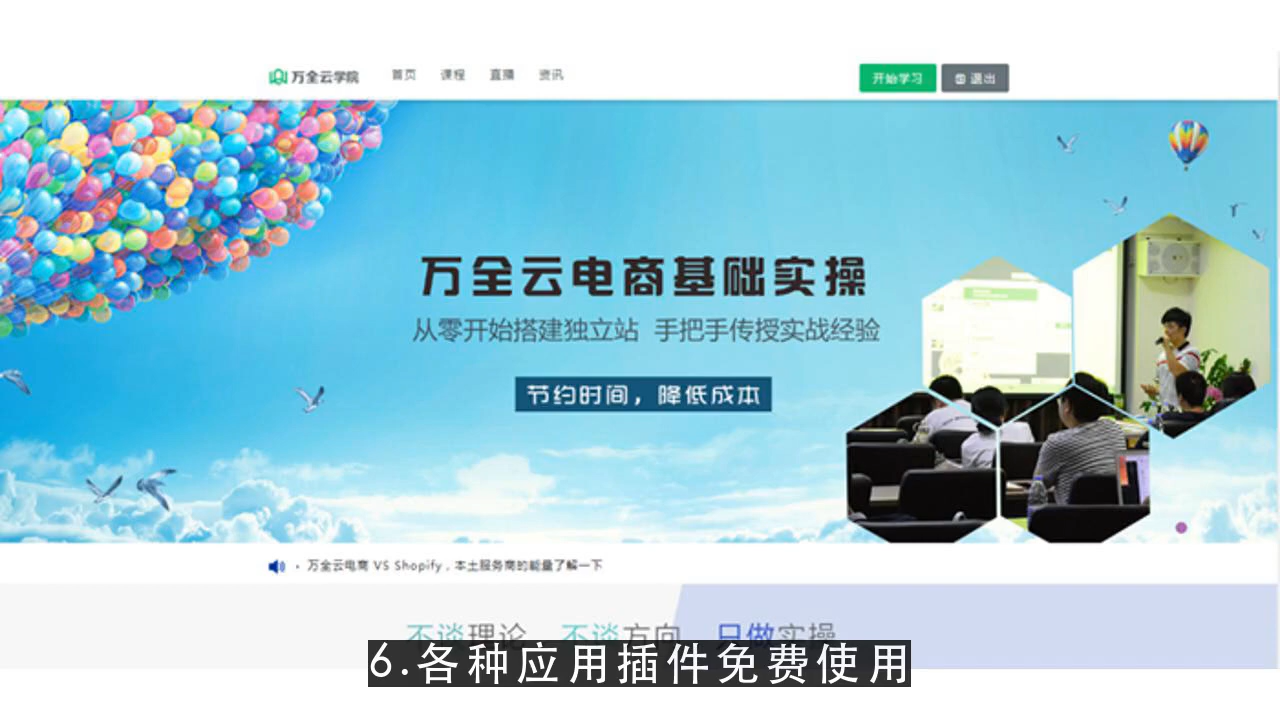 万全云学院 首页 课程 直播 资讯 开始学习 退出
万全云电商基础实操
从零开始搭建独立站 手把手传授实战经验
节约时间，降低成本
· 万全云电商 VS Shopify，本土服务商的能量了解一下
不谈理论 不谈方向 只做实操
6.各种应用插件免费使用